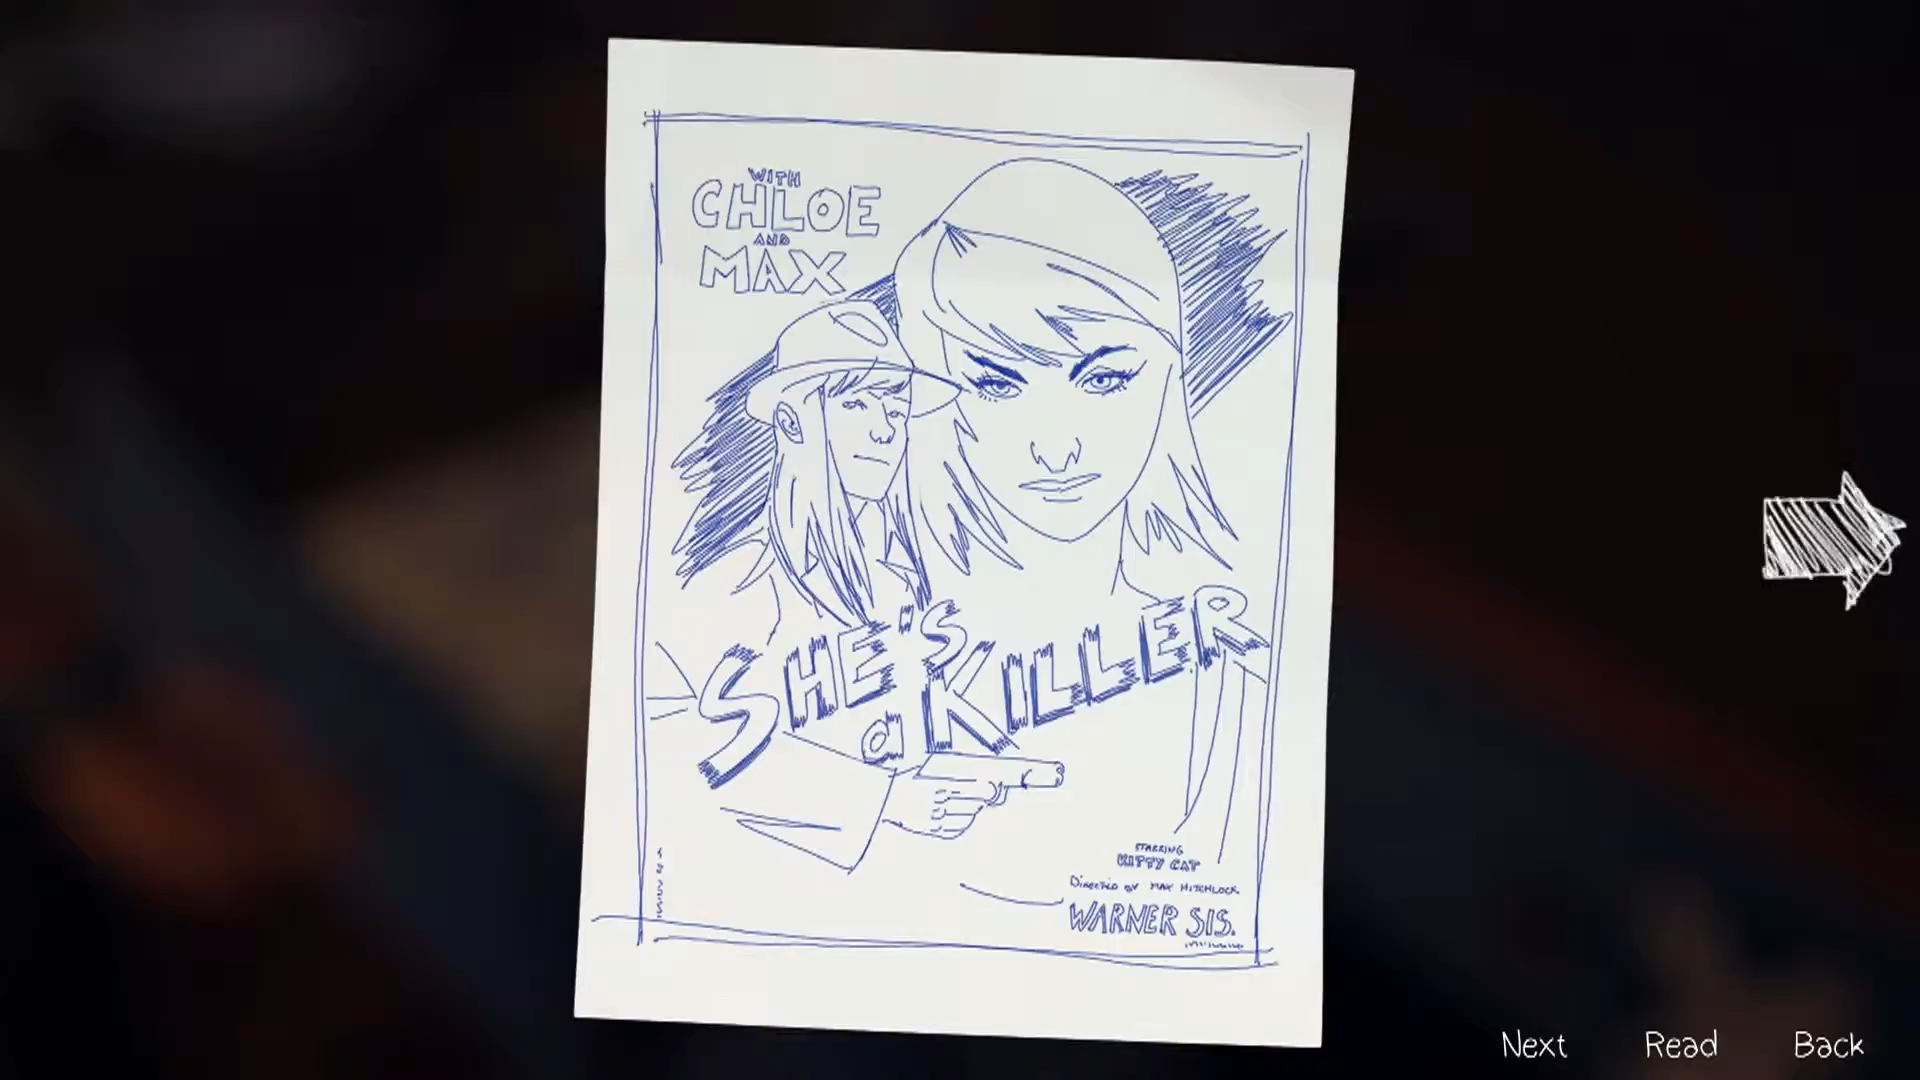 WITH
CHLOE
AND
MAX
SHE'S
a KILLER
STARRING
KITTY CAT
DIRECTED BY MAX HITCHLOCK
WARNER SIS.
Next
Read
Back